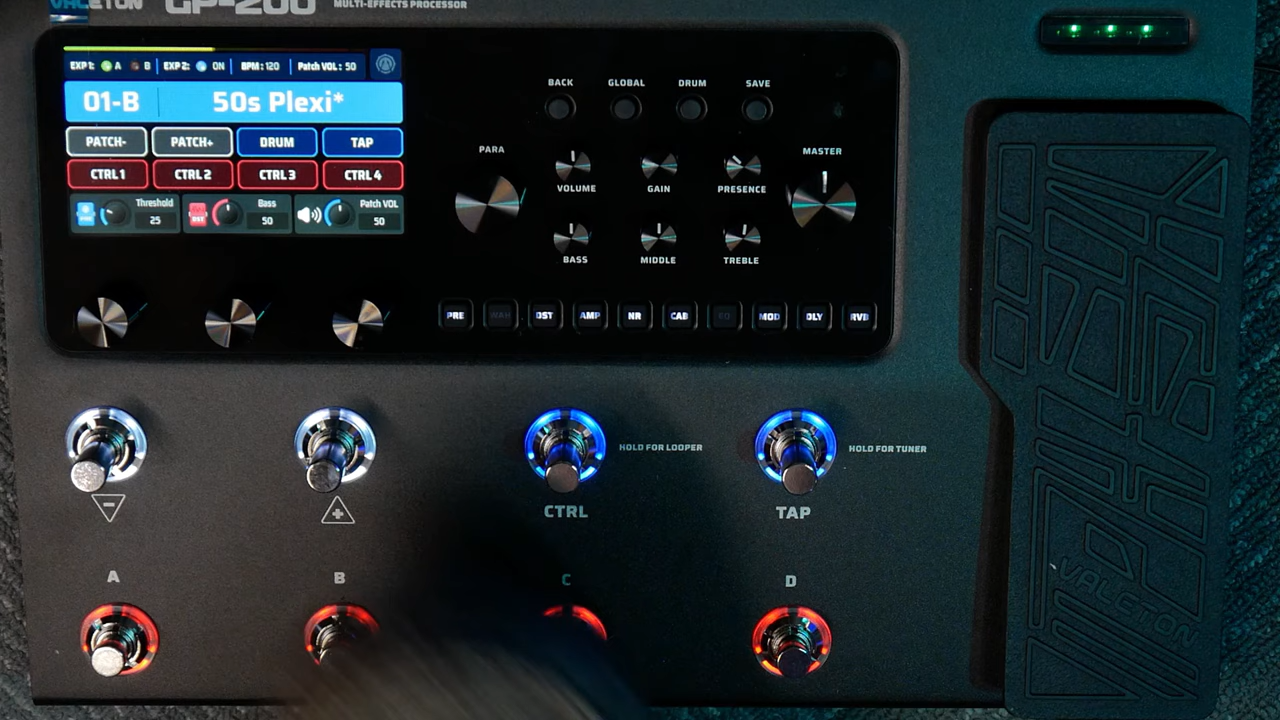 VALETON GP-200 MULTI-EFFECTS PROCESSOR
EXP 1: A B EXP 2: ON BPM: 120 Patch VOL: 50
01-B 50s Plexi*
PATCH- PATCH+ DRUM TAP
CTRL 1 CTRL 2 CTRL 3 CTRL 4
Threshold 25
DST Bass 50
Patch VOL 50
BACK GLOBAL DRUM SAVE
PARA
VOLUME GAIN PRESENCE
MASTER
BASS MIDDLE TREBLE
PRE WAH DST AMP NR CAB EQ MOD DLY RVB
HOLD FOR LOOPER
HOLD FOR TUNER
- +
CTRL TAP
A B C D
VALETON